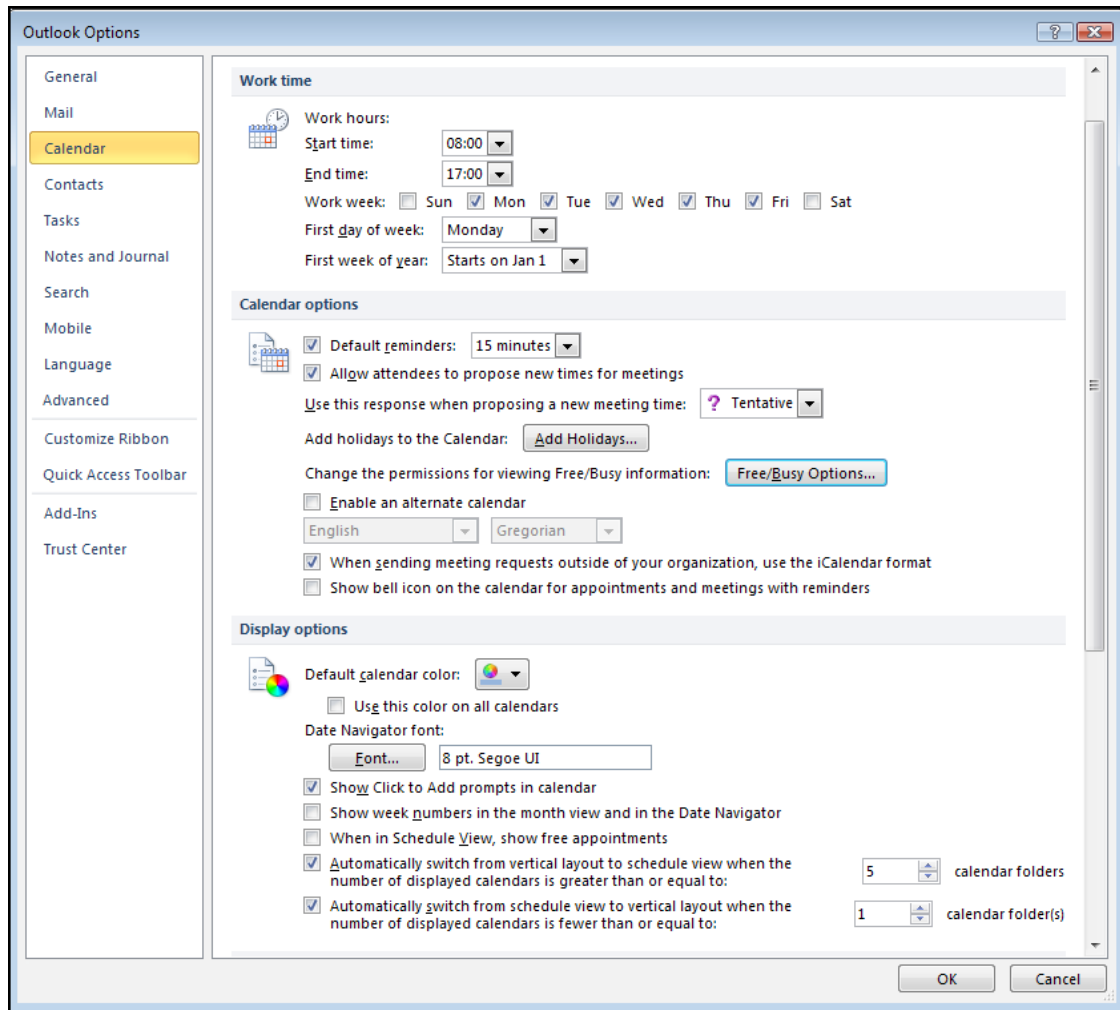 Outlook Options
General
Mail
Calendar
Contacts
Tasks
Notes and Journal
Search
Mobile
Language
Advanced
Customize Ribbon
Quick Access Toolbar
Add-Ins
Trust Center
Work time
Work hours:
Start time: 08:00
End time: 17:00
Work week: Sun Mon Tue Wed Thu Fri Sat
First day of week: Monday
First week of year: Starts on Jan 1
Calendar options
Default reminders: 15 minutes
Allow attendees to propose new times for meetings
Use this response when proposing a new meeting time: ? Tentative
Add holidays to the Calendar: Add Holidays...
Change the permissions for viewing Free/Busy information: Free/Busy Options...
Enable an alternate calendar
English Gregorian
When sending meeting requests outside of your organization, use the iCalendar format
Show bell icon on the calendar for appointments and meetings with reminders
Display options
Default calendar color:
Use this color on all calendars
Date Navigator font:
Font... 8 pt. Segoe UI
Show Click to Add prompts in calendar
Show week numbers in the month view and in the Date Navigator
When in Schedule View, show free appointments
Automatically switch from vertical layout to schedule view when the
number of displayed calendars is greater than or equal to: 5 calendar folders
Automatically switch from schedule view to vertical layout when the
number of displayed calendars is fewer than or equal to: 1 calendar folder(s)
OK Cancel